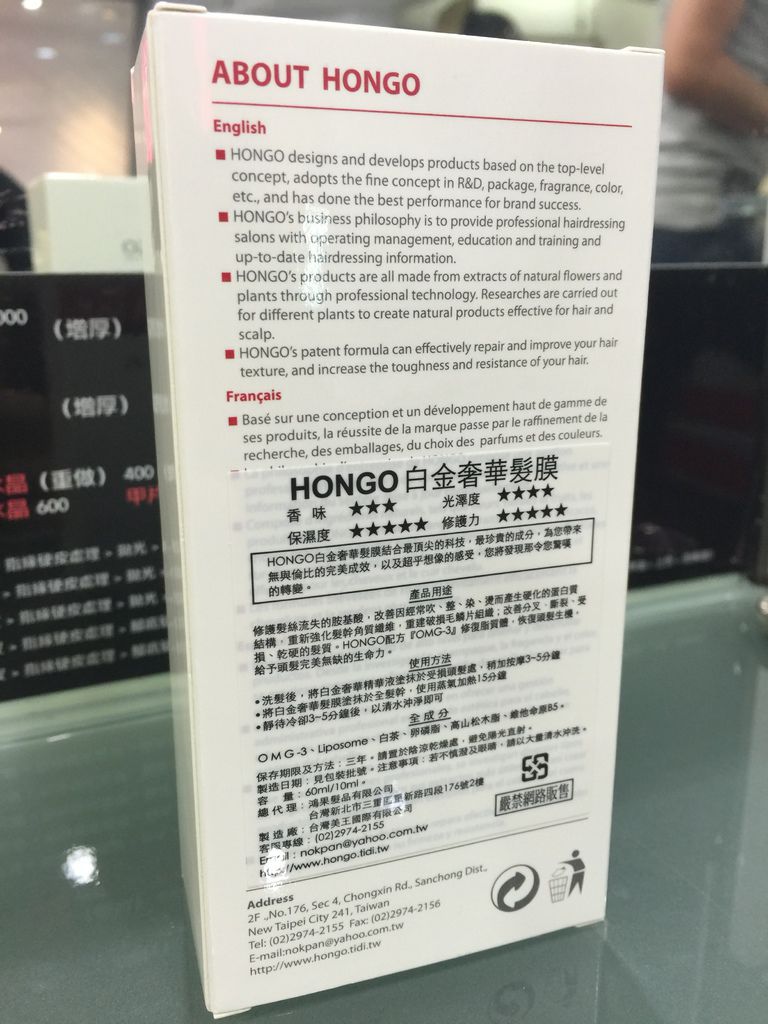 ABOUT HONGO
English
■ HONGO designs and develops products based on the top-level
concept, adopts the fine concept in R&D, package, fragrance, color,
etc., and has done the best performance for brand success.
■ HONGO's business philosophy is to provide professional hairdressing
salons with operating management, education and training and
up-to-date hairdressing information.
■ HONGO's products are all made from extracts of natural flowers and
plants through professional technology. Researches are carried out
for different plants to create natural products effective for hair and
scalp.
■ HONGO's patent formula can effectively repair and improve your hair
texture, and increase the toughness and resistance of your hair.
Français
■ Basé sur une conception et un développement haut de gamme de
ses produits, la réussite de la marque passe par le raffinement de la
recherche, des emballages, du choix des parfums et des couleurs.
HONGO 白金奢華髮膜
香 味 ★★★ 光澤度 ★★★★
保濕度 ★★★★★ 修護力 ★★★★★
HONGO白金奢華髮膜結合最頂尖的科技，最珍貴的成分，為您帶來
無與倫比的完美成效，以及超乎想像的感受，您將發現那令您驚嘆
的轉變。
產品用途
修護髮絲流失的胺基酸，改善因經常吹、整、染、燙而產生硬化的蛋白質
結構，重新強化髮幹角質纖維，重建破損毛鱗片組織；改善分叉、斷裂、受
損、乾硬的髮質。HONGO配方『OMG-3』修復脂質體，恢復頭髮生機，
給予頭髮完美無缺的生命力。
使用方法
•洗髮後，將白金奢華精華液塗抹於受損頭髮處，稍加按摩3~5分鐘
•將白金奢華髮膜塗抹於全髮幹，使用蒸氣加熱15分鐘
•靜待冷卻3~5分鐘後，以清水沖淨即可
全成分
OMG-3、Liposome、白茶、卵磷脂、高山松木脂、維他命原B5。
保存期限及方法：三年。請置於陰涼乾燥處，避免陽光直射。
製造日期：見包裝批號。注意事項：若不慎潑及眼睛，請以大量清水沖洗。
容 量：60ml/10ml。
總代理：鴻果髮品有限公司
台灣新北市三重區重新路四段176號2樓
製造廠：台灣美王國際有限公司
客服專線：(02)2974-2155
Email：nokpan@yahoo.com.tw
http://www.hongo.tidi.tw
嚴禁網路販售
Address
2F .,No.176, Sec 4, Chongxin Rd., Sanchong Dist.,
New Taipei City 241, Taiwan
Tel: (02)2974-2155 Fax: (02)2974-2156
E-mail:nokpan@yahoo.com.tw
http://www.hongo.tidi.tw
（增厚）
（增厚）
（重做） 400
600